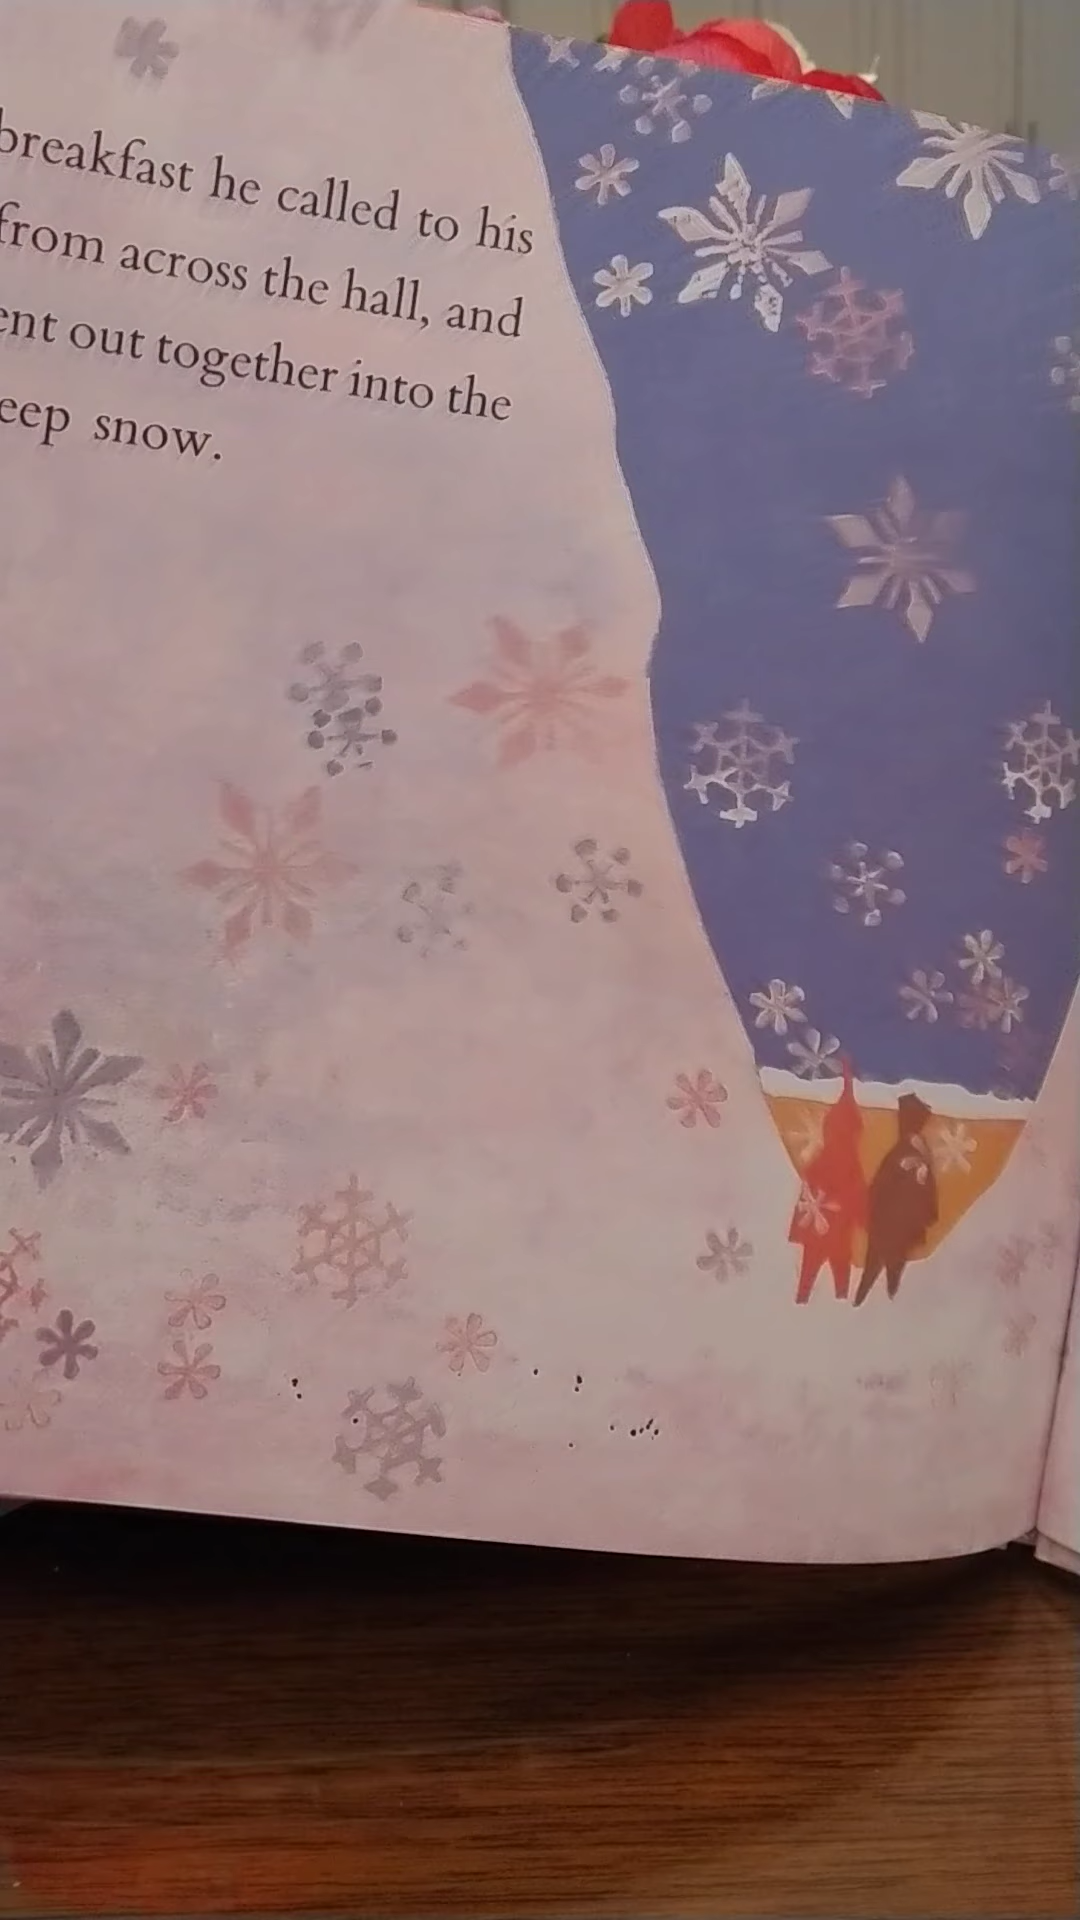 breakfast he called to his
from across the hall, and
ent out together into the
eep snow.